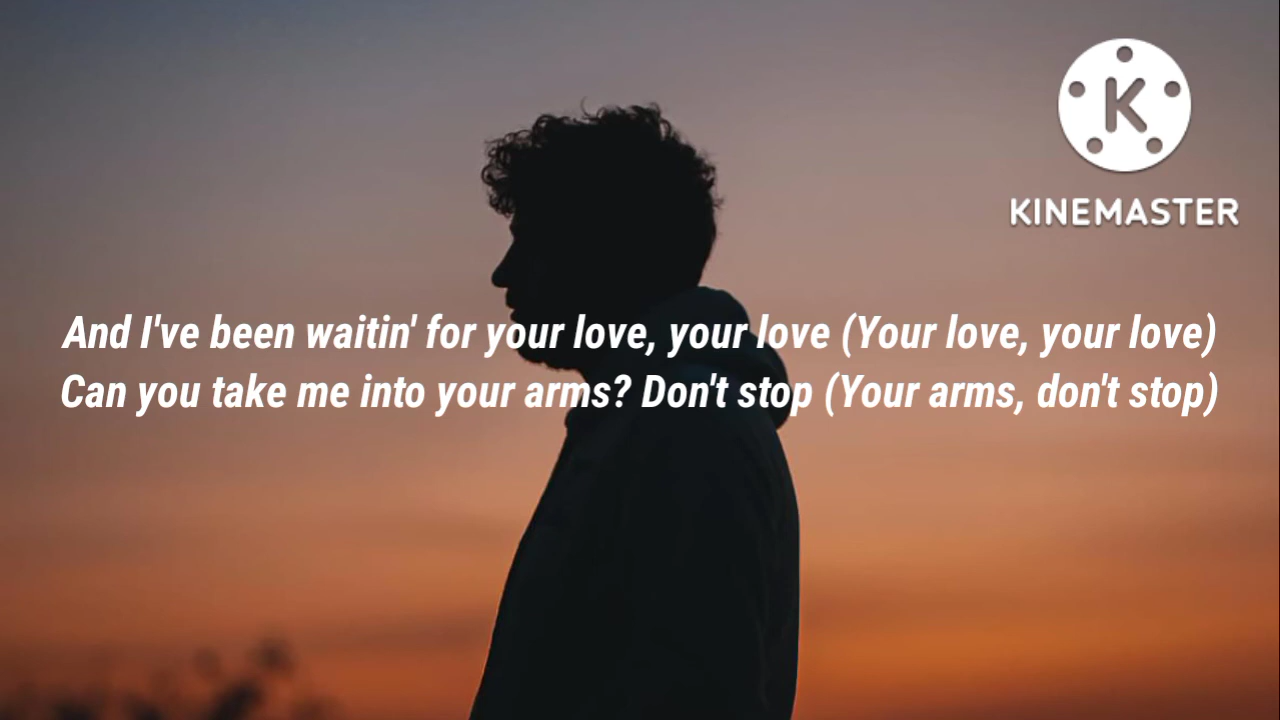 KINEMASTER
And I've been waitin' for your love, your love (Your love, your love)
Can you take me into your arms? Don't stop (Your arms, don't stop)